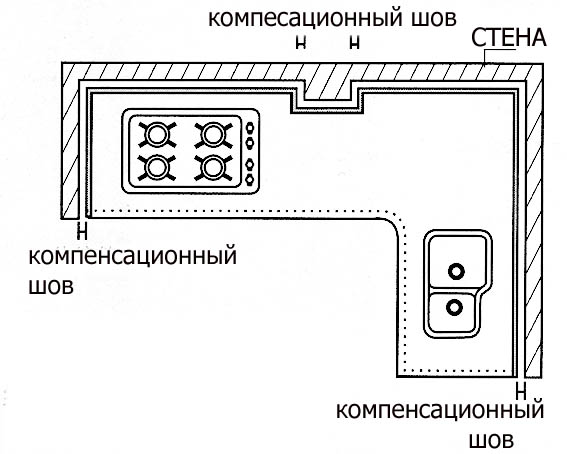 компесационный шов
СТЕНА
компенсационный
шов
компенсационный
шов